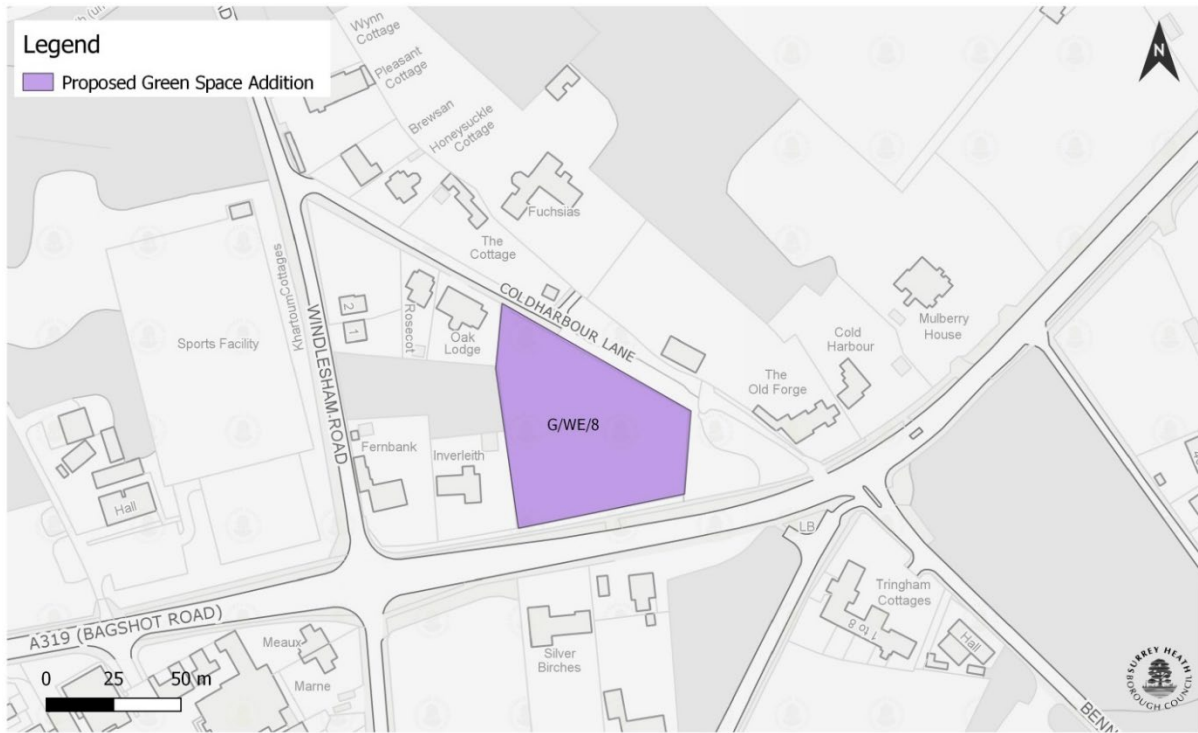 Legend
Proposed Green Space Addition
N
Wynn
Cottage
Pleasant
Cottage
Brewsan
Honeysuckle
Cottage
Fuchsias
The
Cottage
COLDHARBOUR LANE
Khartoum Cottages
WINDLESHAM ROAD
2
1
Rosecot
Oak
Lodge
Sports Facility
Mulberry
House
Cold
Harbour
The
Old Forge
G/WE/8
Fernbank
Inverleith
Hall
LB
Tringham
Cottages
1 to 8
Hall
A319 (BAGSHOT ROAD)
Meaux
Marne
Silver
Birches
0 25 50 m
SURREY HEATH
BOROUGH COUNCIL